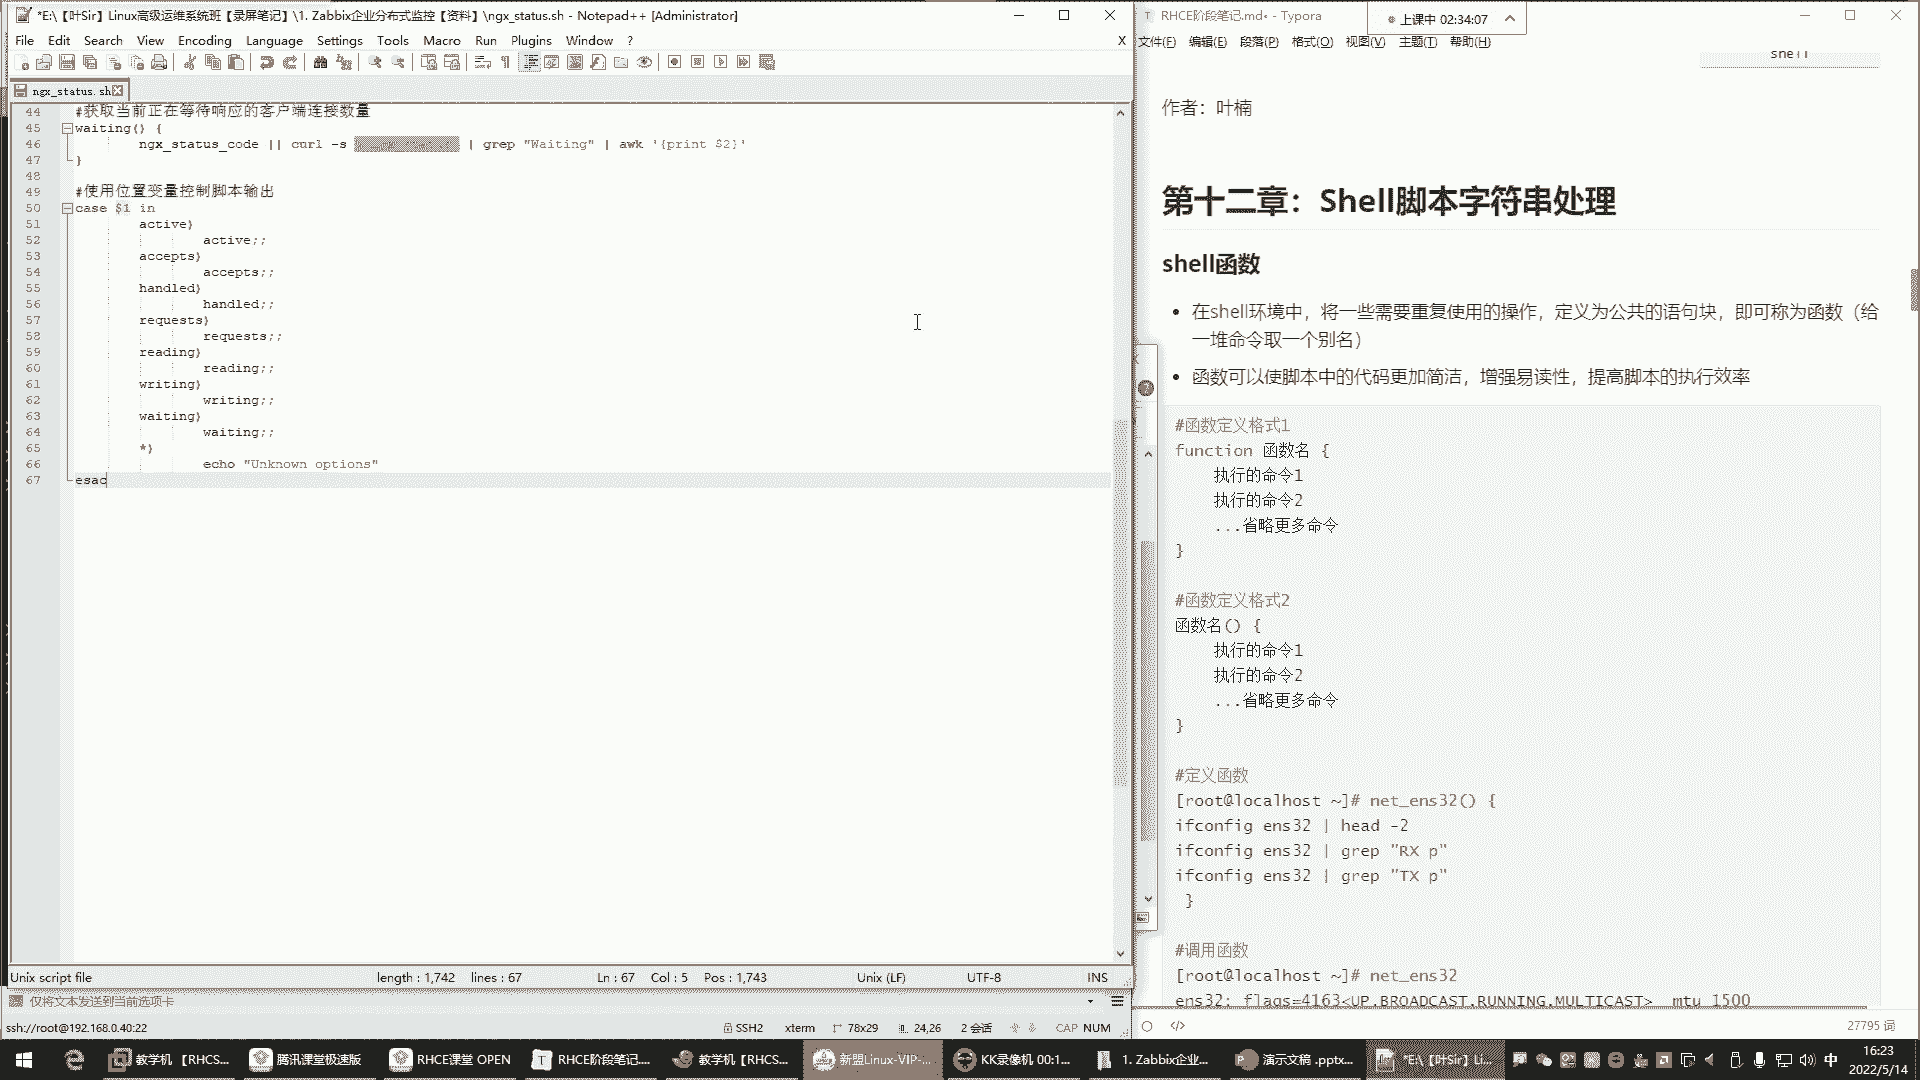 *E:\【叶Sir】Linux高级运维系统班【录屏笔记】\1. Zabbix企业分布式监控【资料】\ngx_status.sh - Notepad++ [Administrator]
File Edit Search View Encoding Language Settings Tools Macro Run Plugins Window ? X
ngx_status.sh
44 #获取当前正在等待响应的客户端连接数量
45 waiting() {
46 ngx_status_code || curl -s | grep "Waiting" | awk '{print $2}'
47 }
48
49 #使用位置变量控制脚本输出
50 case $1 in
51 active)
52 active;;
53 accepts)
54 accepts;;
55 handled)
56 handled;;
57 requests)
58 requests;;
59 reading)
60 reading;;
61 writing)
62 writing;;
63 waiting)
64 waiting;;
65 *)
66 echo "Unknown options"
67 esac
Unix script file length : 1,742 lines : 67 Ln : 67 Col : 5 Pos : 1,743 Unix (LF) UTF-8 INS
仅将文本发送到当前选项卡
ssh://root@192.168.0.40:22 SSH2 xterm 78x29 24,26 2 会话 CAP NUM
RHCE阶段笔记.md• - Typora
上课中 02:34:07
文件(F) 编辑(E) 段落(P) 格式(O) 视图(V) 主题(T) 帮助(H)
shell
作者：叶楠
第十二章：Shell脚本字符串处理
shell函数
在shell环境中，将一些需要重复使用的操作，定义为公共的语句块，即可称为函数（给
一堆命令取一个别名）
函数可以使脚本中的代码更加简洁，增强易读性，提高脚本的执行效率
#函数定义格式1
function 函数名 {
执行的命令1
执行的命令2
...省略更多命令
}
#函数定义格式2
函数名() {
执行的命令1
执行的命令2
...省略更多命令
}
#定义函数
[root@localhost ~]# net_ens32() {
ifconfig ens32 | head -2
ifconfig ens32 | grep "RX p"
ifconfig ens32 | grep "TX p"
}
#调用函数
[root@localhost ~]# net_ens32
ens32: flags=4163<UP,BROADCAST,RUNNING,MULTICAST> mtu 1500
27795 词
教学机 【RHCS... 腾讯课堂极速版 RHCE课堂 OPEN RHCE阶段笔记.... 教学机 【RHCS... 新盟Linux-VIP-... KK录像机 00:1... 1. Zabbix企业... 演示文稿 .pptx... *E:\【叶Sir】Li... 中 16:23
2022/5/14